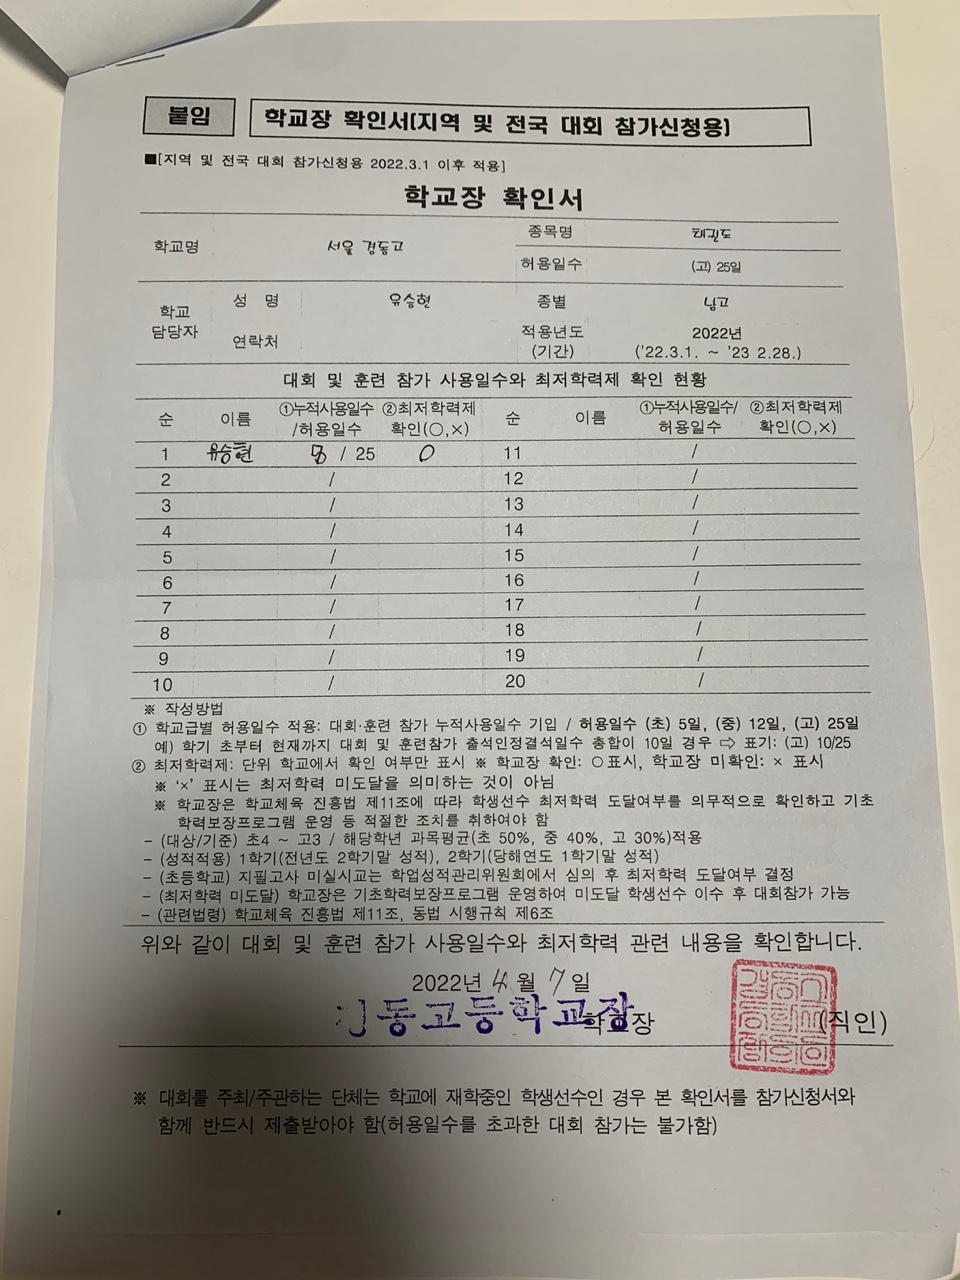 붙임
학교장 확인서(지역 및 전국 대회 참가신청용)
■[지역 및 전국 대회 참가신청용 2022.3.1 이후 적용]
학교장 확인서
학교명 서울 경동고 종목명 태권도
허용일수 (고) 25일
학교 담당자 성 명 유승현 종별 남고
연락처 적용년도 (기간) 2022년 ('22.3.1. ~ '23 2.28.)
대회 및 훈련 참가 사용일수와 최저학력제 확인 현황
순 이름 ①누적사용일수/허용일수 ②최저학력제 확인(○,×) 순 이름 ①누적사용일수/허용일수 ②최저학력제 확인(○,×)
1 유승현 / 25 ○ 11 /
2 / 12 /
3 / 13 /
4 / 14 /
5 / 15 /
6 / 16 /
7 / 17 /
8 / 18 /
9 / 19 /
10 / 20 /
※ 작성방법
① 학교급별 허용일수 적용: 대회·훈련 참가 누적사용일수 기입 / 허용일수 (초) 5일, (중) 12일, (고) 25일
예) 학기 초부터 현재까지 대회 및 훈련참가 출석인정결석일수 총합이 10일 경우 ⇨ 표기: (고) 10/25
② 최저학력제: 단위 학교에서 확인 여부만 표시 ※ 학교장 확인: ○표시, 학교장 미확인: × 표시
※ '×' 표시는 최저학력 미도달을 의미하는 것이 아님
※ 학교장은 학교체육 진흥법 제11조에 따라 학생선수 최저학력 도달여부를 의무적으로 확인하고 기초
학력보장프로그램 운영 등 적절한 조치를 취하여야 함
- (대상/기준) 초4 ~ 고3 / 해당학년 과목평균(초 50%, 중 40%, 고 30%)적용
- (성적적용) 1학기(전년도 2학기말 성적), 2학기(당해연도 1학기말 성적)
- (초등학교) 지필고사 미실시교는 학업성적관리위원회에서 심의 후 최저학력 도달여부 결정
- (최저학력 미도달) 학교장은 기초학력보장프로그램 운영하여 미도달 학생선수 이수 후 대회참가 가능
- (관련법령) 학교체육 진흥법 제11조, 동법 시행규칙 제6조
위와 같이 대회 및 훈련 참가 사용일수와 최저학력 관련 내용을 확인합니다.
2022년 4월 7일
동고등학교장 학교장 (직인)
※ 대회를 주최/주관하는 단체는 학교에 재학중인 학생선수인 경우 본 확인서를 참가신청서와
함께 반드시 제출받아야 함(허용일수를 초과한 대회 참가는 불가함)